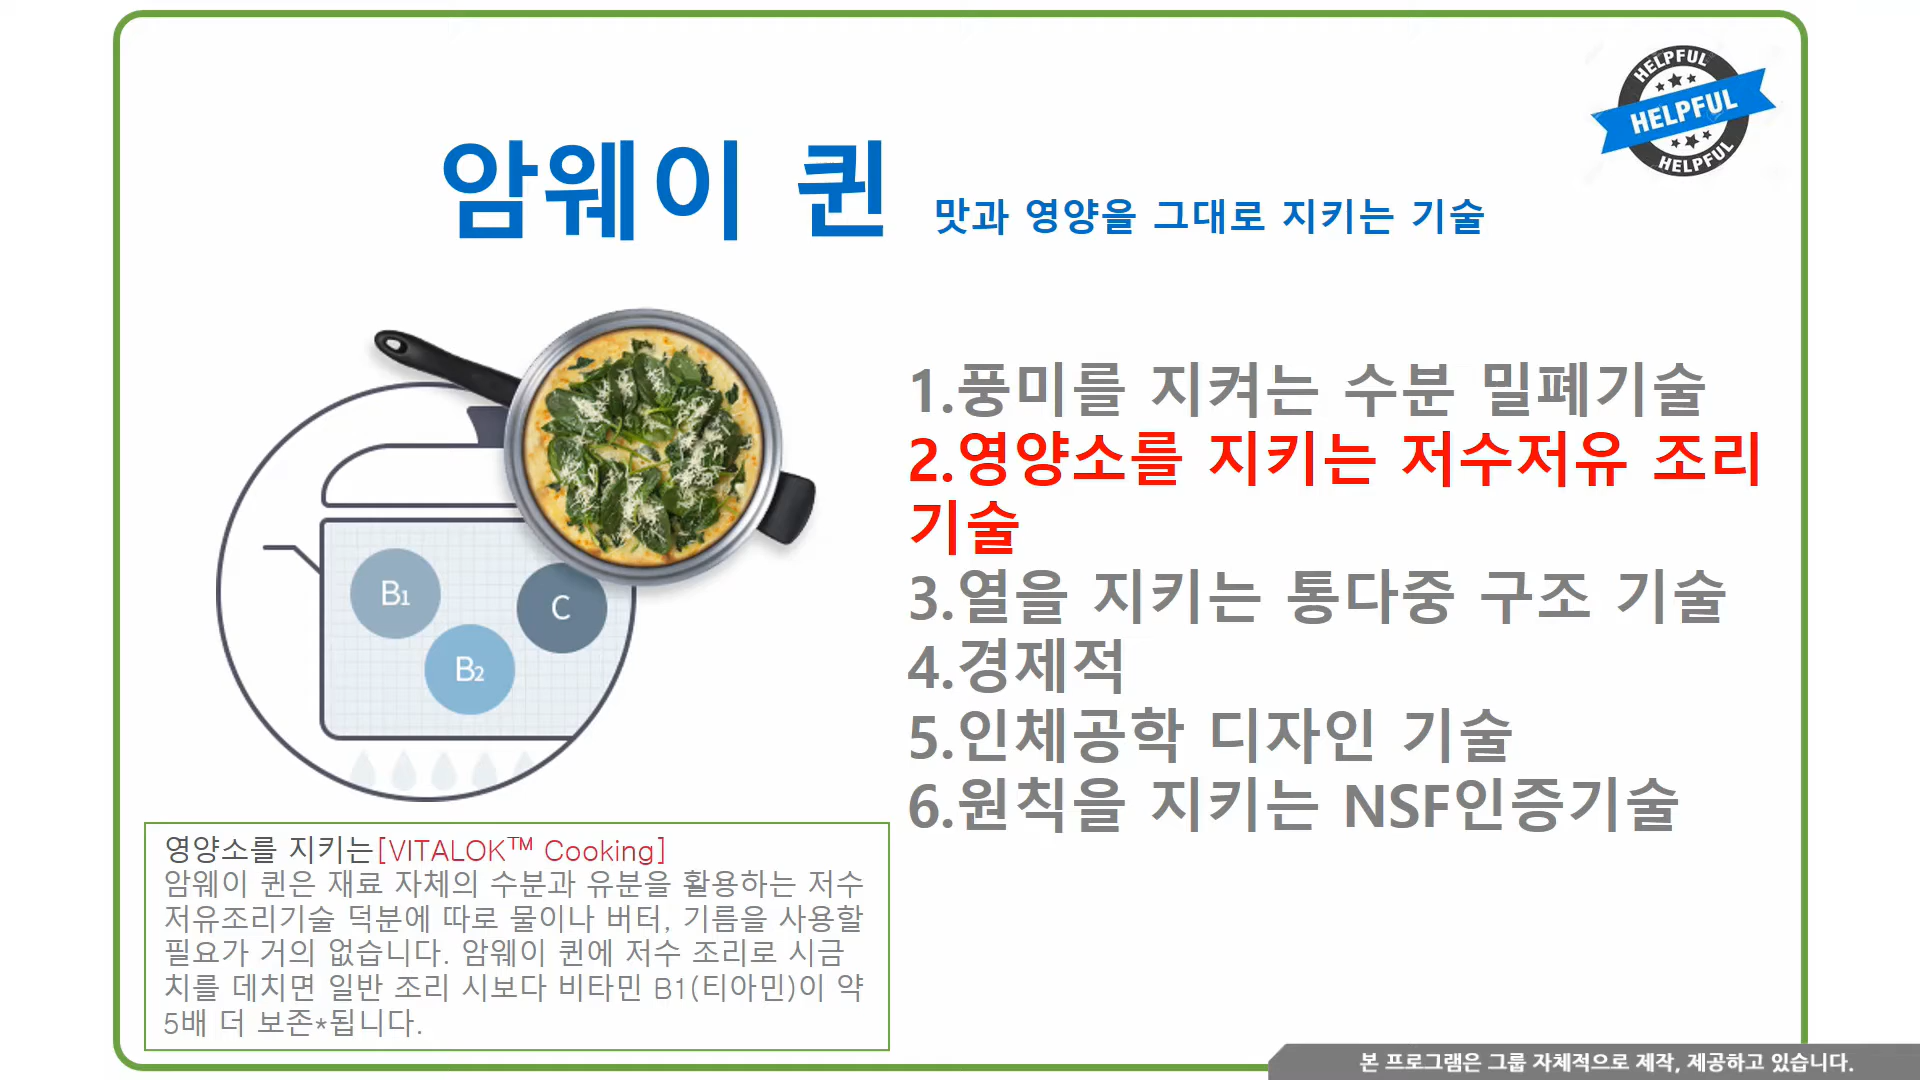 HELPFUL
HELPFUL
HELPFUL
암웨이 퀸 맛과 영양을 그대로 지키는 기술
1.풍미를 지켜는 수분 밀폐기술
2.영양소를 지키는 저수저유 조리
기술
3.열을 지키는 통다중 구조 기술
4.경제적
5.인체공학 디자인 기술
6.원칙을 지키는 NSF인증기술
B1
C
B2
영양소를 지키는[VITALOK™ Cooking]
암웨이 퀸은 재료 자체의 수분과 유분을 활용하는 저수
저유조리기술 덕분에 따로 물이나 버터, 기름을 사용할
필요가 거의 없습니다. 암웨이 퀸에 저수 조리로 시금
치를 데치면 일반 조리 시보다 비타민 B1(티아민)이 약
5배 더 보존*됩니다.
본 프로그램은 그룹 자체적으로 제작, 제공하고 있습니다.